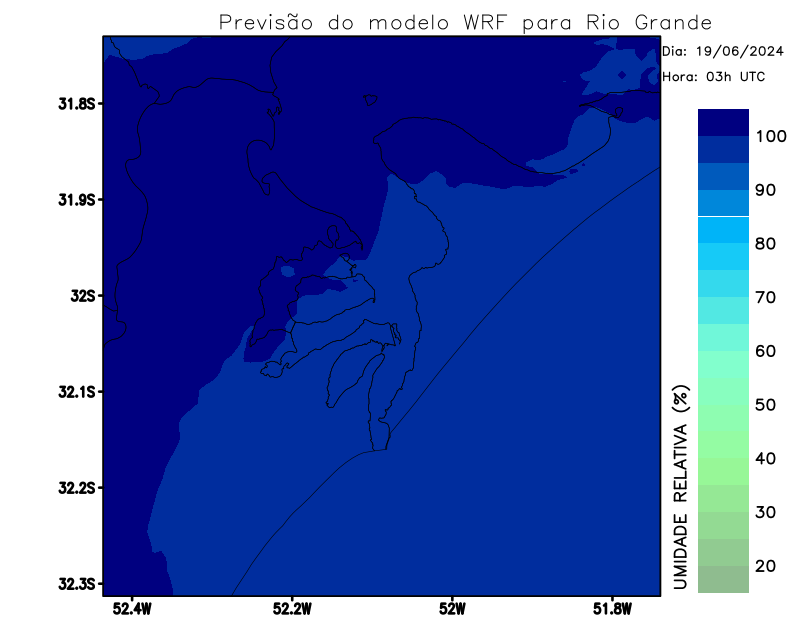 Previsão do modelo WRF para Rio Grande
Dia: 19/06/2024
Hora: 03h UTC
31.8S
31.9S
32S
32.1S
32.2S
32.3S
52.4W
52.2W
52W
51.8W
100
90
80
70
60
50
40
30
20
UMIDADE RELATIVA (%)